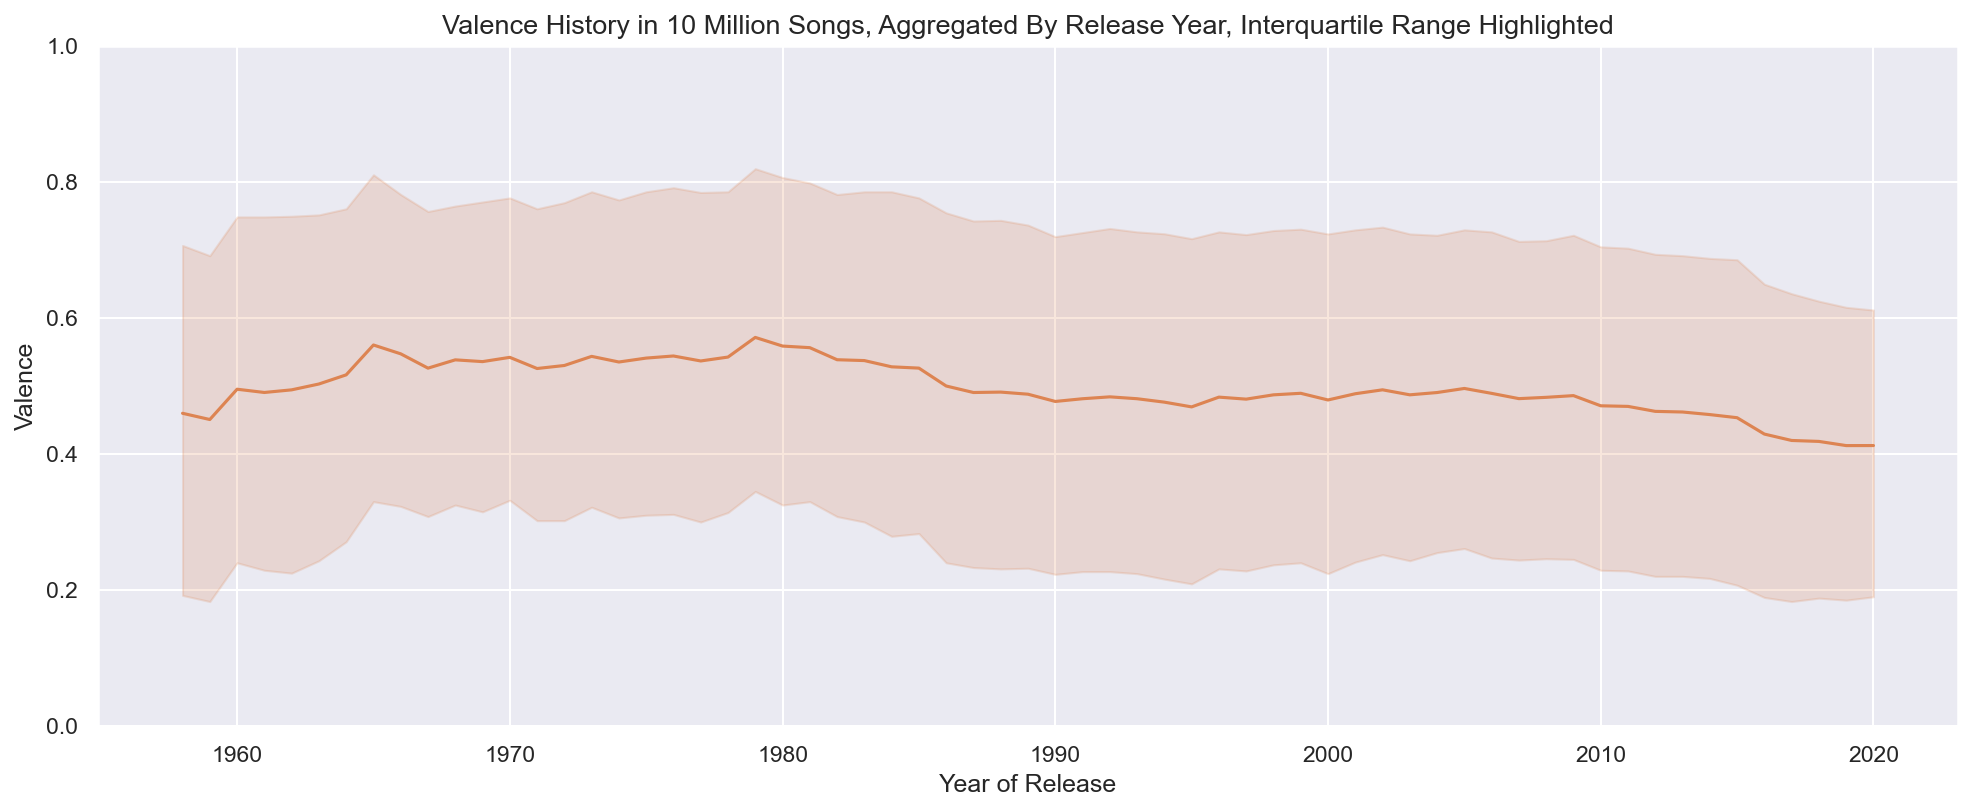 Valence History in 10 Million Songs, Aggregated By Release Year, Interquartile Range Highlighted
1.0
0.8
0.6
0.4
0.2
0.0
Valence
1960 1970 1980 1990 2000 2010 2020
Year of Release